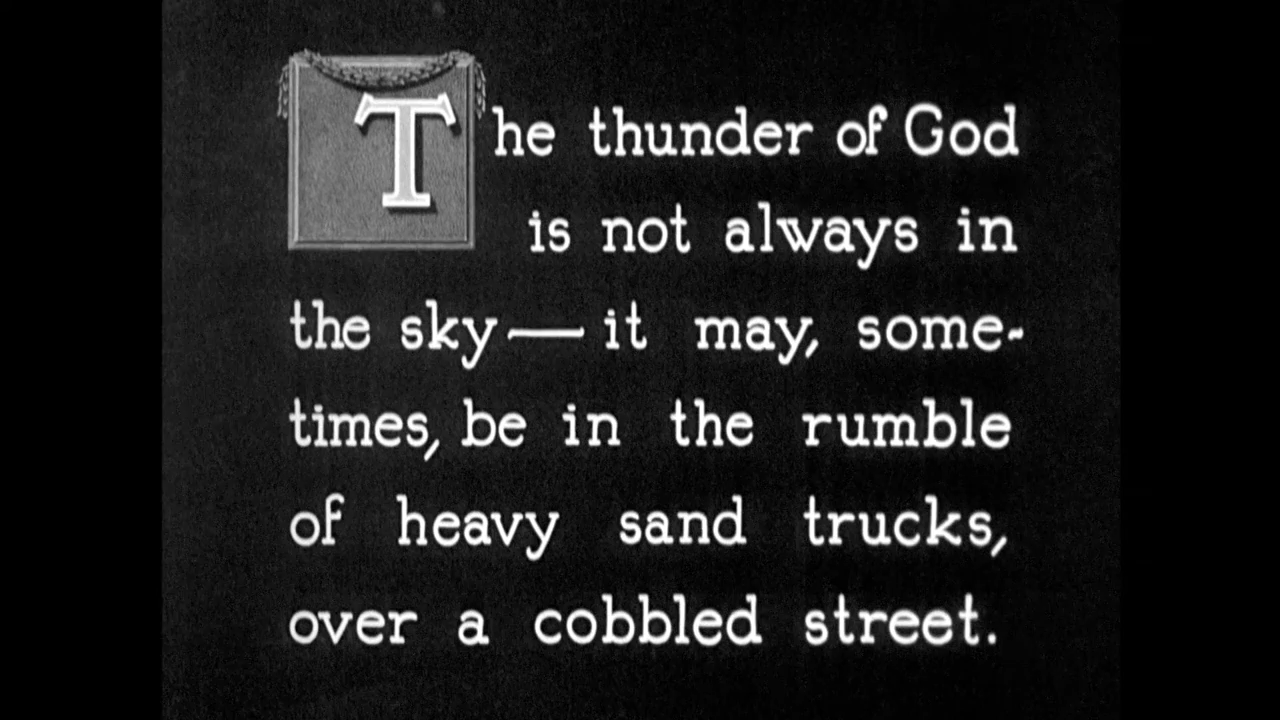 The thunder of God
is not always in
the sky — it may, some-
times, be in the rumble
of heavy sand trucks,
over a cobbled street.